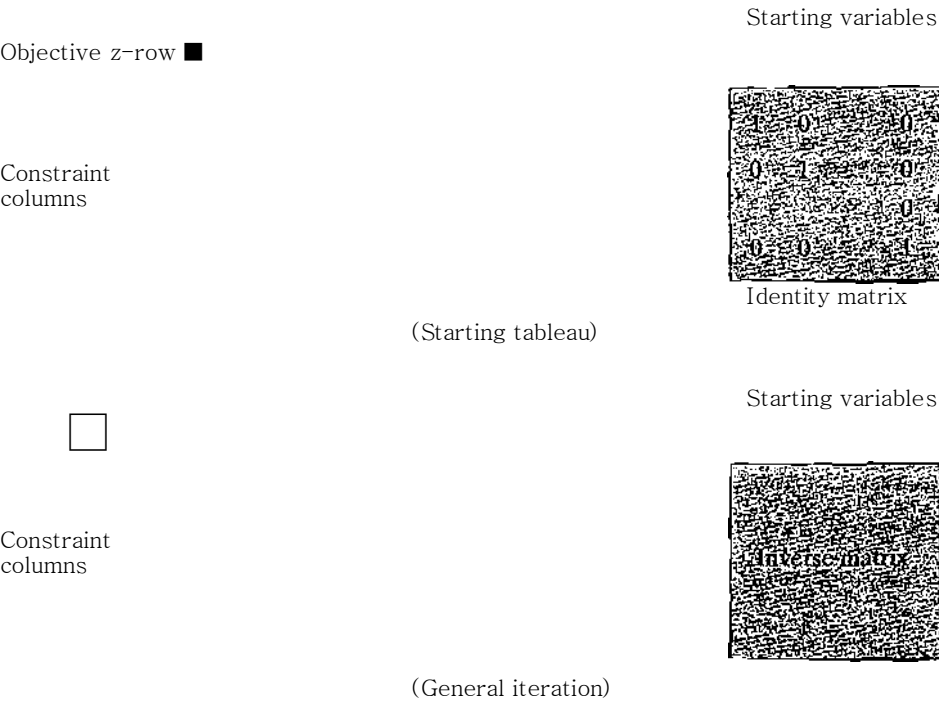 Starting variables
Objective z-row ■
1 0 0
0 1 0
0
0 0 1
Constraint
columns
Identity matrix
(Starting tableau)
Starting variables
Constraint
columns
Inverse matrix
(General iteration)